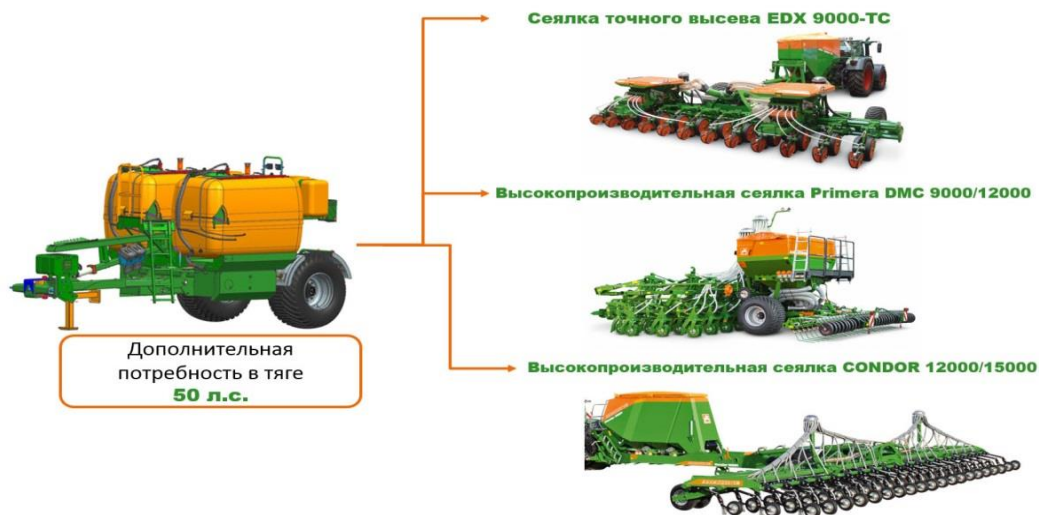 Сеялка точного высева EDX 9000-TC
Высокопроизводительная сеялка Primera DMC 9000/12000
Дополнительная
потребность в тяге
50 л.с.
Высокопроизводительная сеялка CONDOR 12000/15000